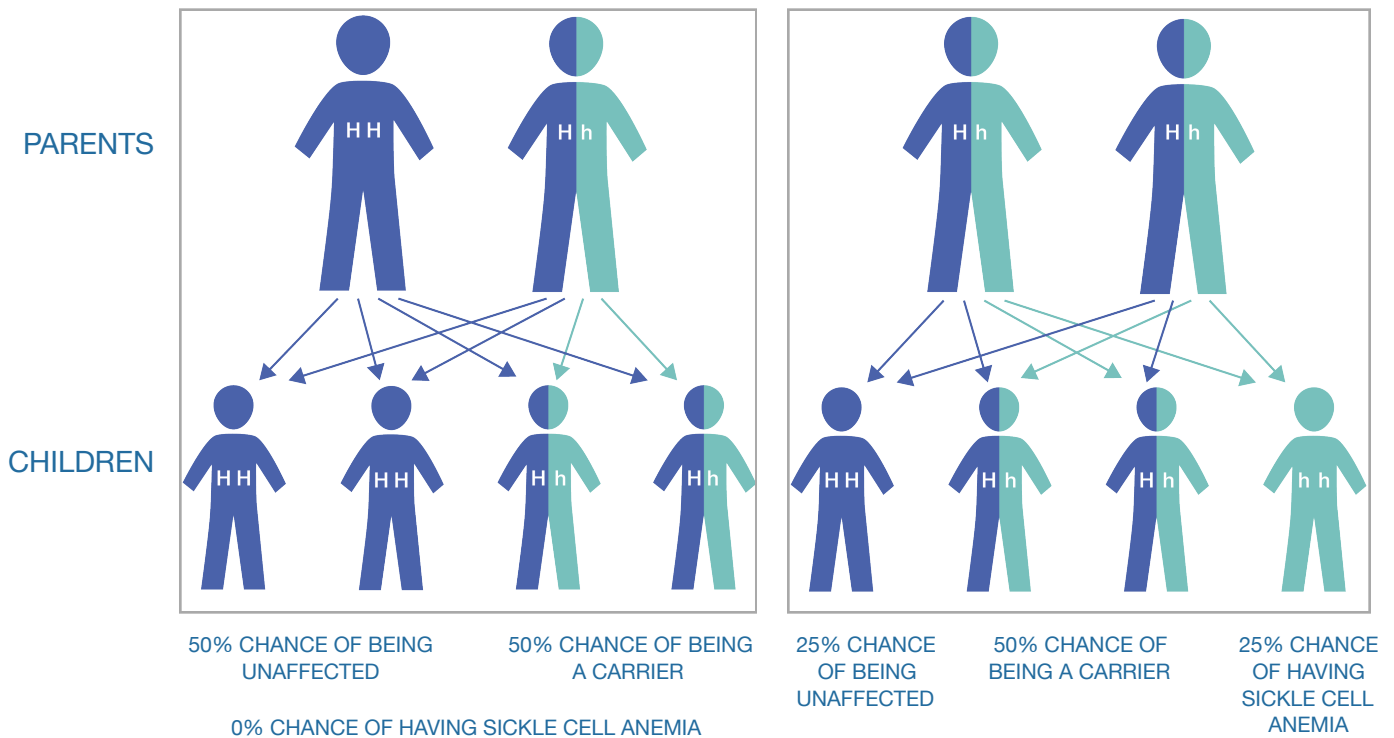 PARENTS
H H
H h
H h
H h
CHILDREN
H H
H H
H h
H h
H H
H h
H h
h h
50% CHANCE OF BEING
UNAFFECTED
50% CHANCE OF BEING
A CARRIER
0% CHANCE OF HAVING SICKLE CELL ANEMIA
25% CHANCE
OF BEING
UNAFFECTED
50% CHANCE OF
BEING A CARRIER
25% CHANCE
OF HAVING
SICKLE CELL
ANEMIA